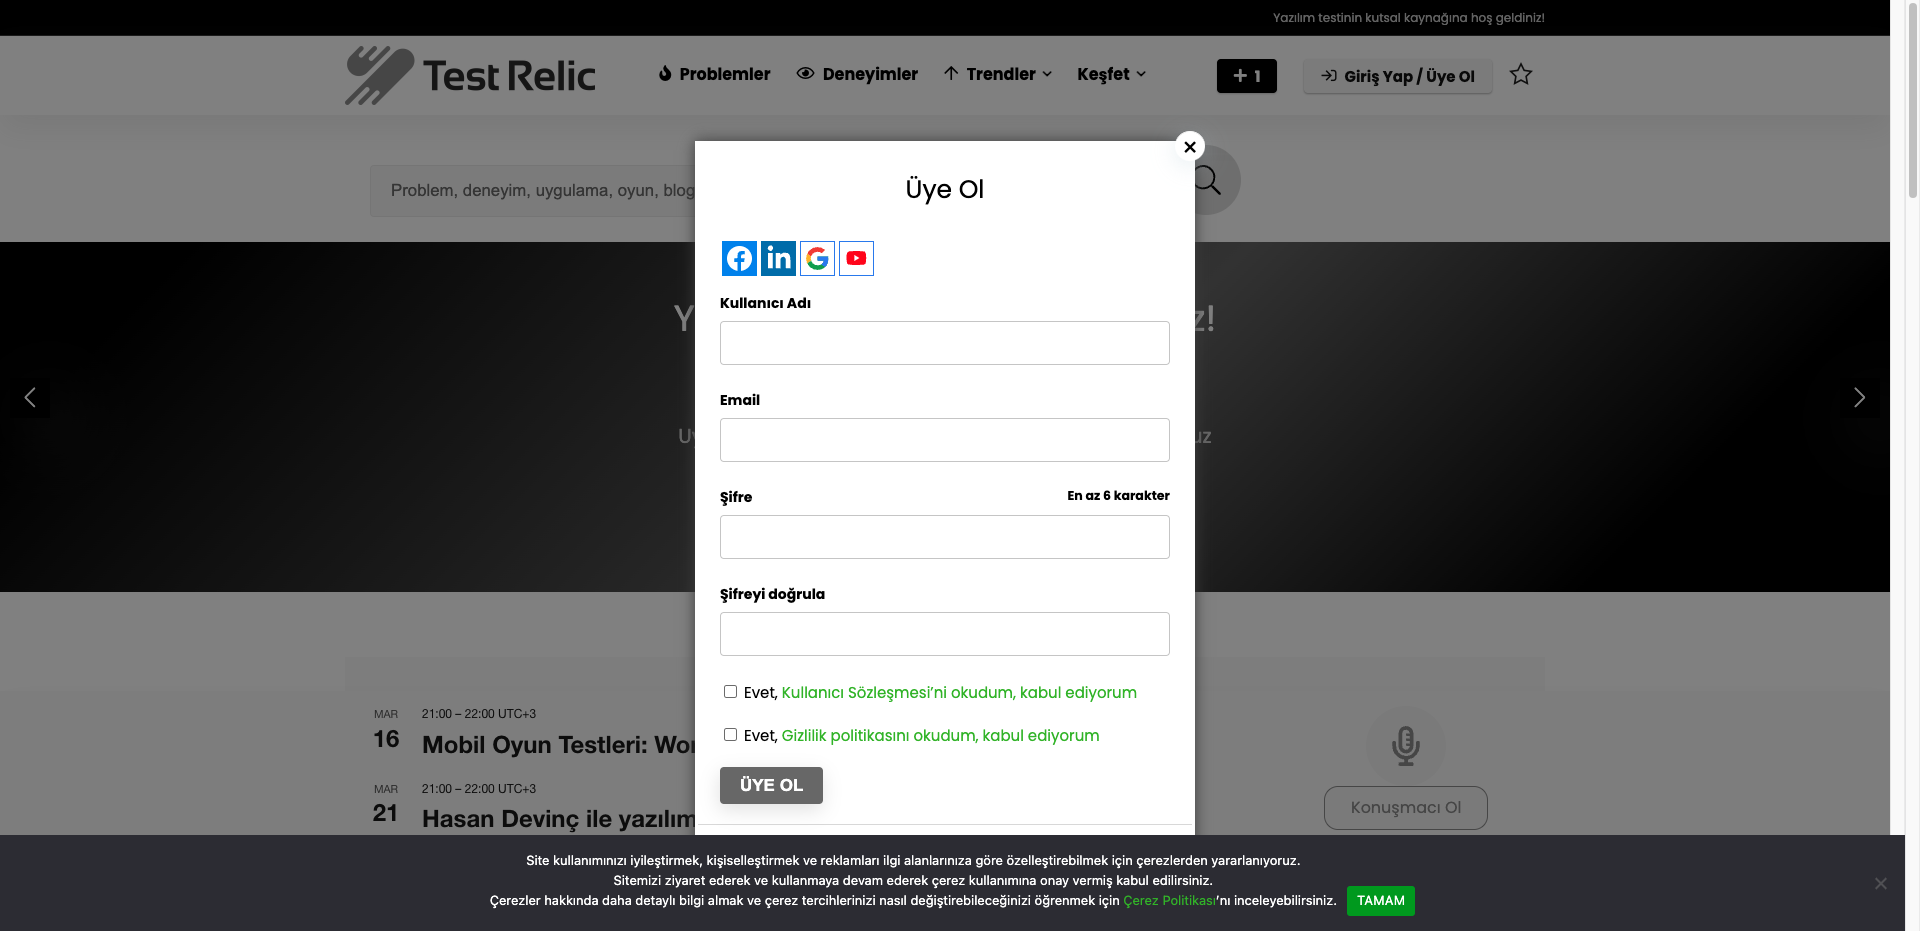 Yazılım testinin kutsal kaynağına hoş geldiniz!
Test Relic
Problemler
Deneyimler
Trendler
Keşfet
+ 1
Giriş Yap / Üye Ol
Problem, deneyim, uygulama, oyun, blog
Üye Ol
Kullanıcı Adı
Email
Şifre
En az 6 karakter
Şifreyi doğrula
Evet, Kullanıcı Sözleşmesi’ni okudum, kabul ediyorum
Evet, Gizlilik politikasını okudum, kabul ediyorum
ÜYE OL
MAR 21:00 – 22:00 UTC+3
16 Mobil Oyun Testleri:
MAR 21:00 – 22:00 UTC+3
21 Hasan Devinç ile yazılım
Konuşmacı Ol
Site kullanımınızı iyileştirmek, kişiselleştirmek ve reklamları ilgi alanlarınıza göre özelleştirebilmek için çerezlerden yararlanıyoruz.
Sitemizi ziyaret ederek ve kullanmaya devam ederek çerez kullanımına onay vermiş kabul edilirsiniz.
Çerezler hakkında daha detaylı bilgi almak ve çerez tercihlerinizi nasıl değiştirebileceğinizi öğrenmek için Çerez Politikası’nı inceleyebilirsiniz.
TAMAM